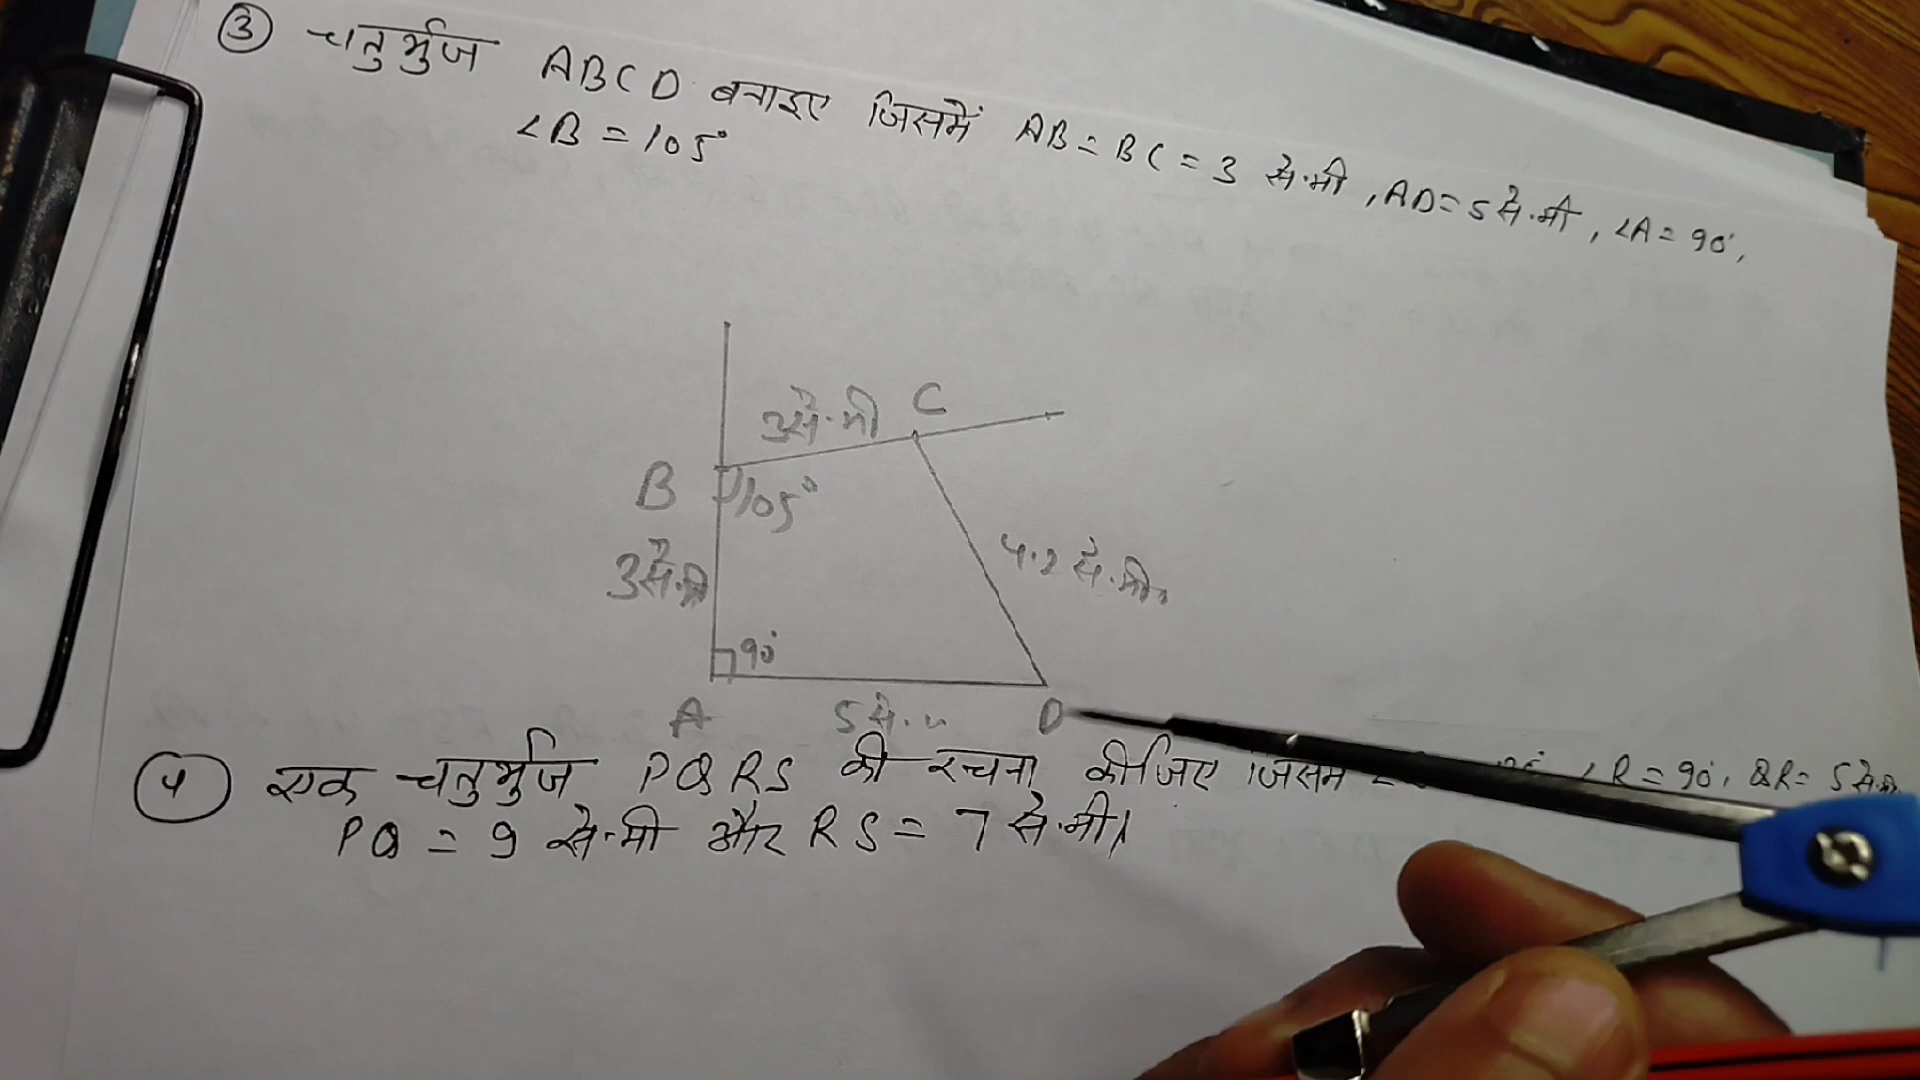 ③ चतुर्भुज ABCD बनाइए जिसमें AB = BC = 3 से.मी, AD = 5 से.मी, ∠A = 90°,
∠B = 105°
C
3 से.मी
B
105°
3 से.मी
4.2 से.मी.
90°
A
5 से.
D
④ एक चतुर्भुज PQRS की रचना कीजिए जिसमें ∠R = 90°, QR = 5 से.मी
PQ = 9 से.मी और RS = 7 से.मी।